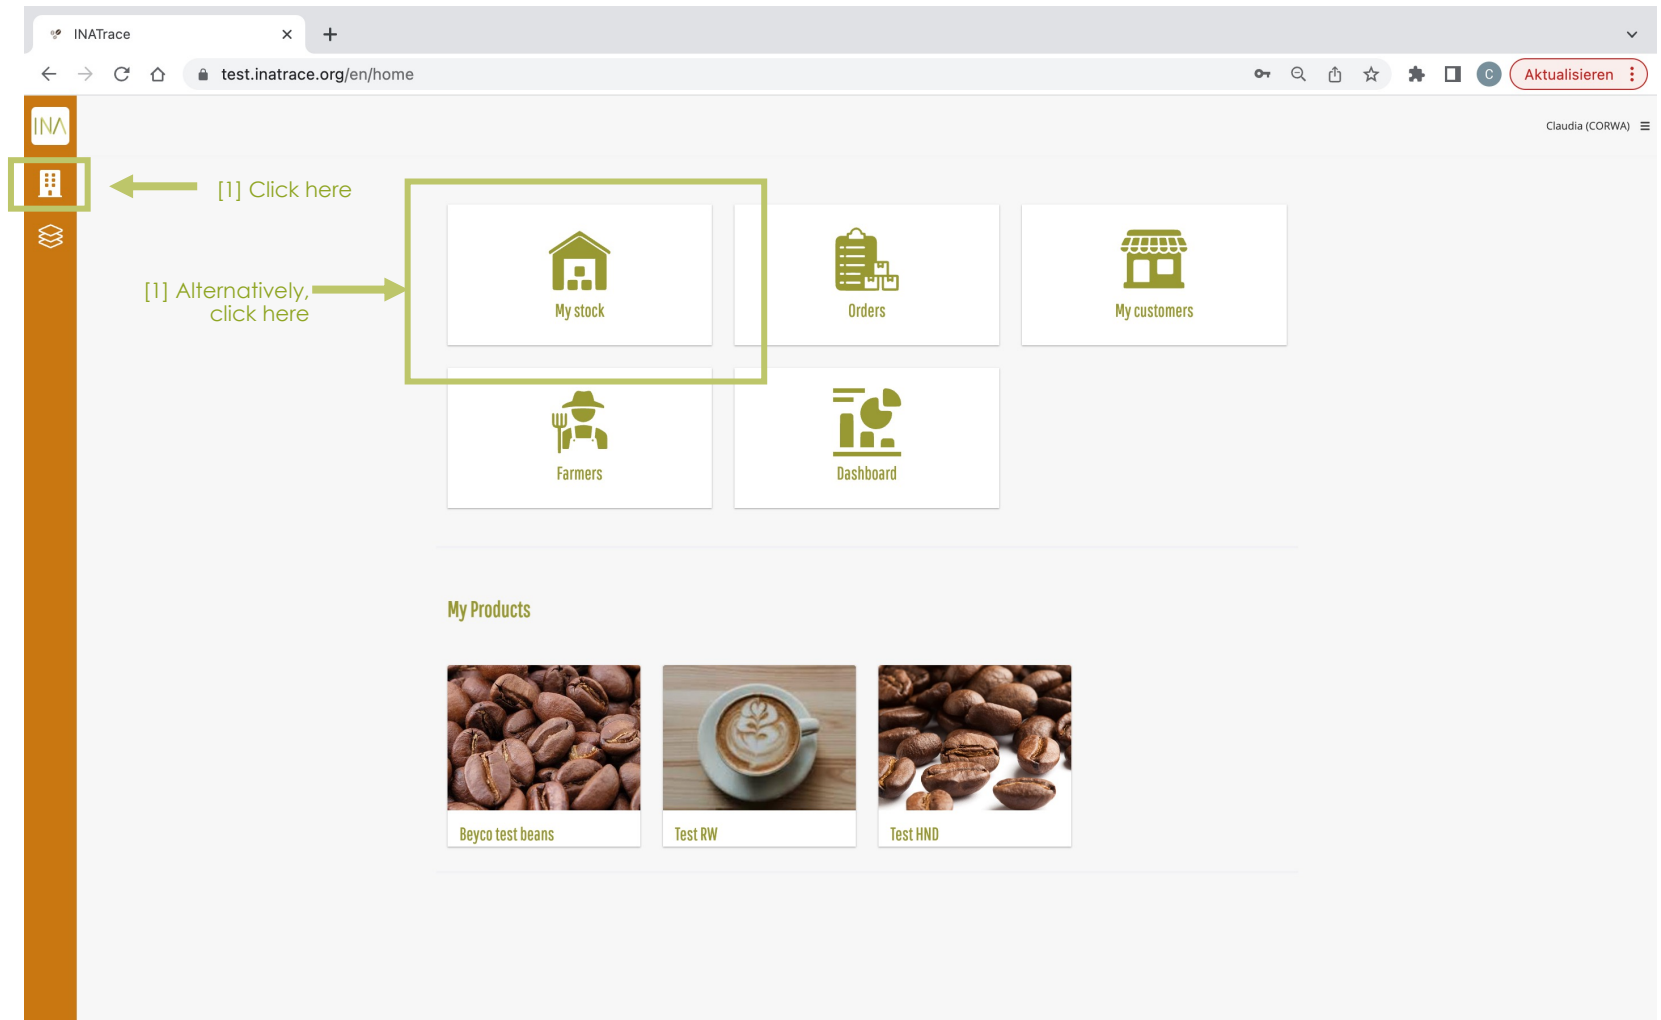 INATrace
test.inatrace.org/en/home
C
Aktualisieren
INA
Claudia (CORWA)
[1] Click here
[1] Alternatively,
click here
My stock
Orders
My customers
Farmers
Dashboard
My Products
Beyco test beans
Test RW
Test HND